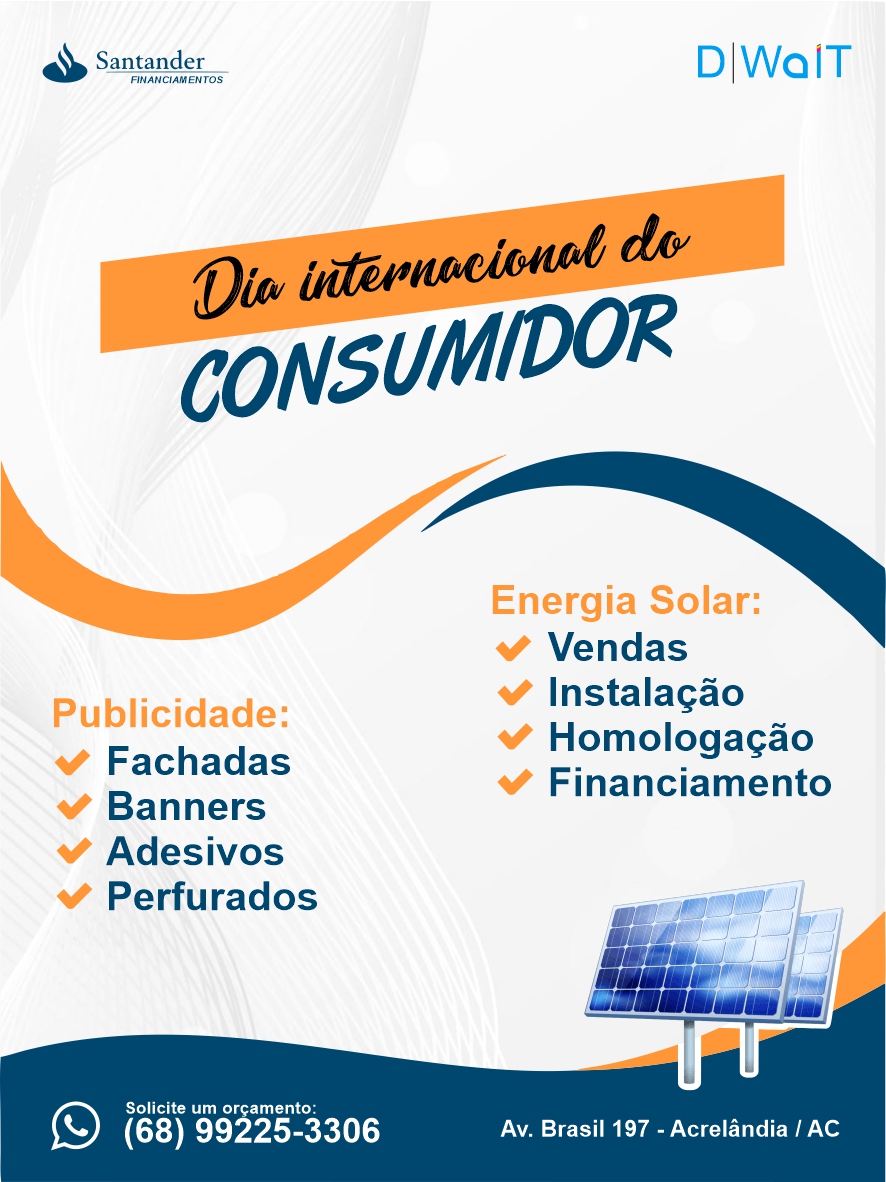 Santander
FINANCIAMENTOS
D|WaiT
Dia internacional do
CONSUMIDOR
Energia Solar:
Vendas
Instalação
Homologação
Financiamento
Publicidade:
Fachadas
Banners
Adesivos
Perfurados
Solicite um orçamento:
(68) 99225-3306
Av. Brasil 197 - Acrelândia / AC